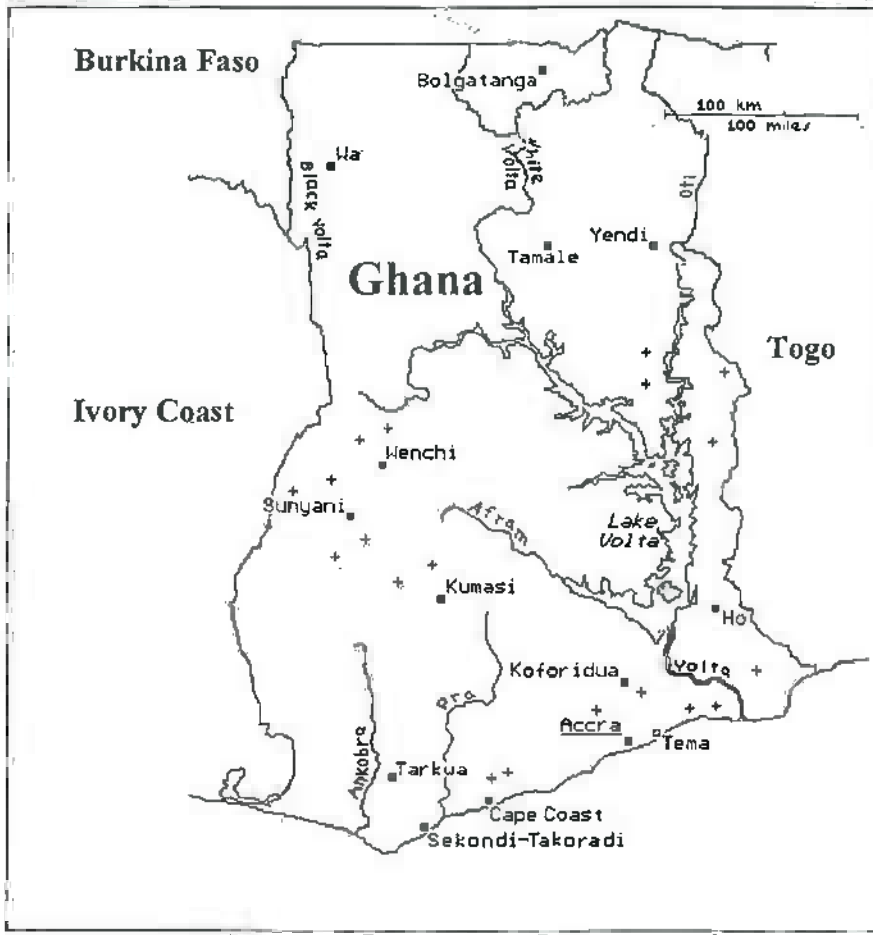 Burkina Faso
Bolgatanga
100 km
100 miles
Wa
White
Volta
Black Volta
Oti
Yendi
Tamale
Ghana
Togo
Ivory Coast
Wenchi
Sunyani
Afram
Lake
Volta
Kumasi
Ho
Koforidua
Volta
Pra
Accra
Tema
Ankobra
Tarkwa
Cape Coast
Sekondi-Takoradi